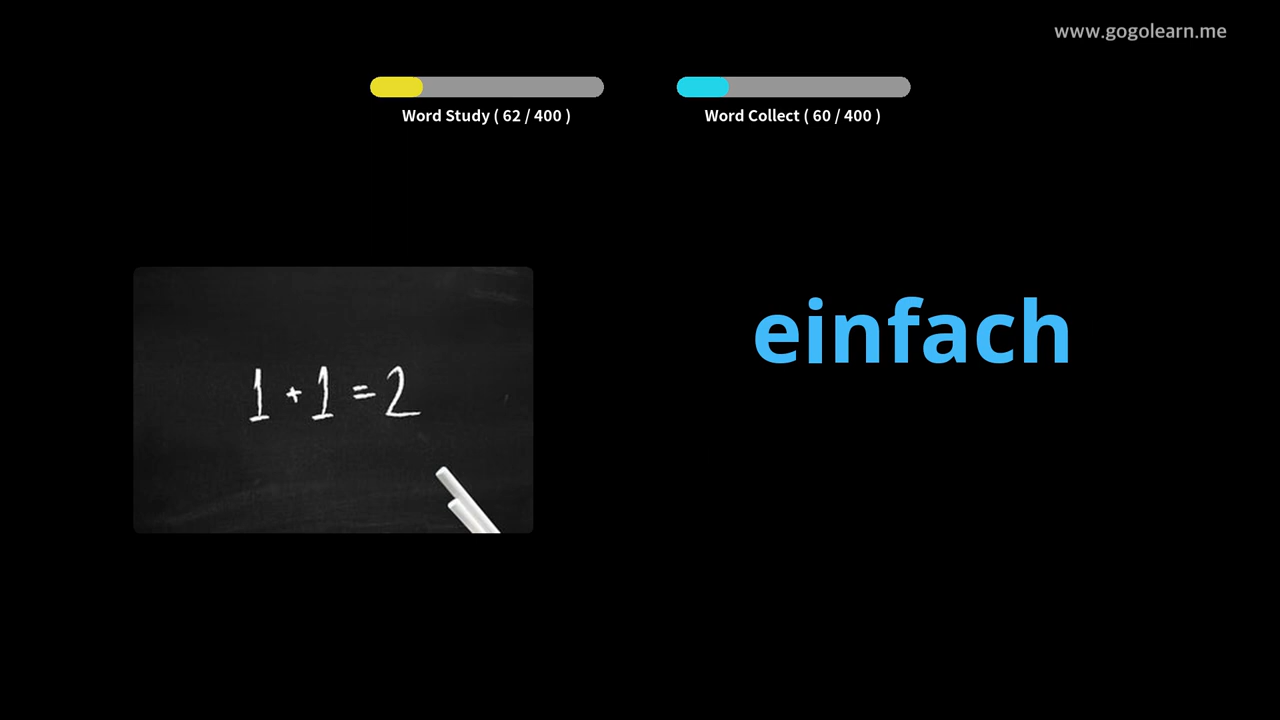 www.gogolearn.me
Word Study ( 62 / 400 )
Word Collect ( 60 / 400 )
einfach
1 + 1 = 2